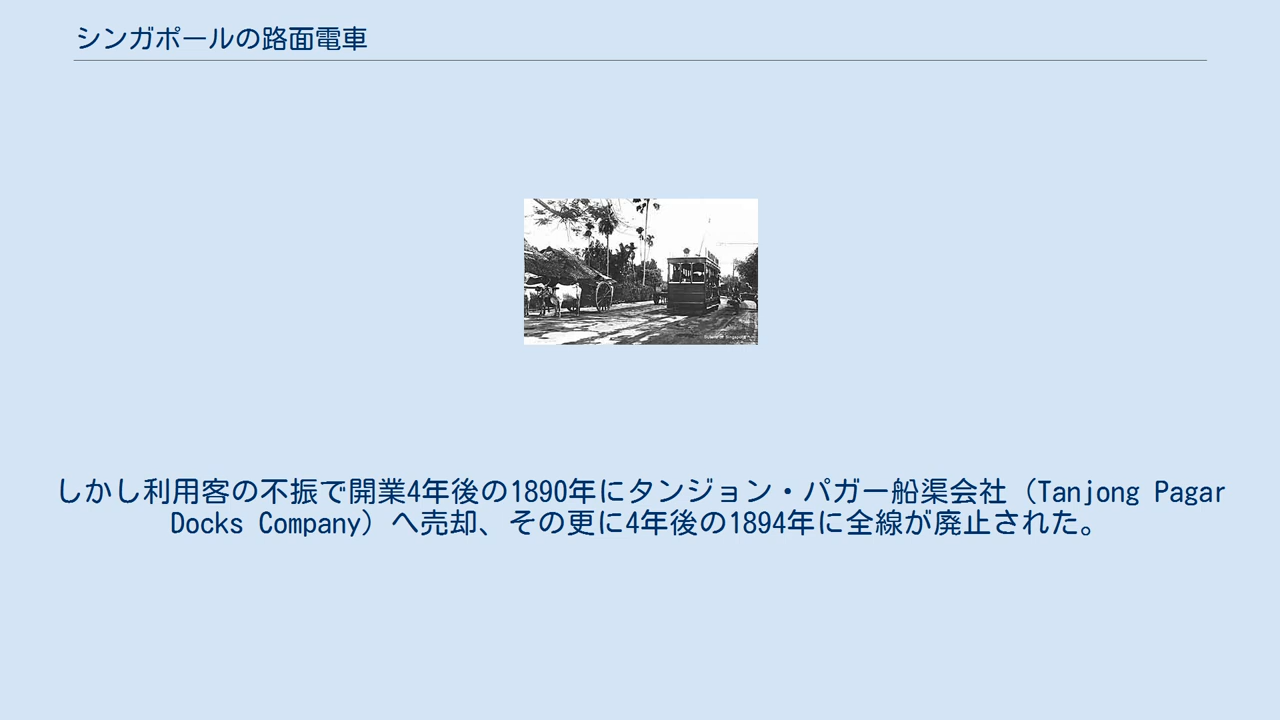 シンガポールの路面電車
しかし利用客の不振で開業4年後の1890年にタンジョン・パガー船渠会社（Tanjong Pagar
Docks Company）へ売却、その更に4年後の1894年に全線が廃止された。